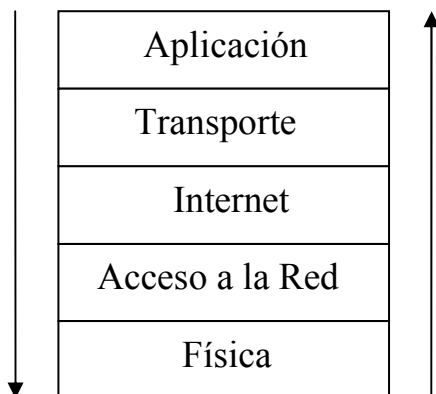 Aplicación
Transporte
Internet
Acceso a la Red
Física